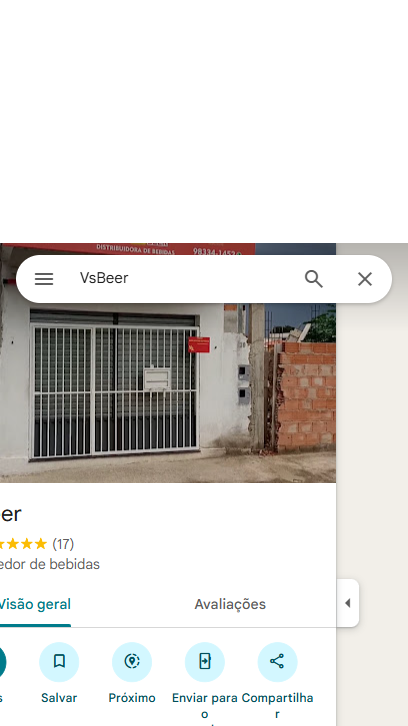 DISTRIBUIDORA DE BEBIDAS 98334-1452
VsBeer
er
(17)
edor de bebidas
Visão geral Avaliações
s Salvar Próximo Enviar para o Compartilhar